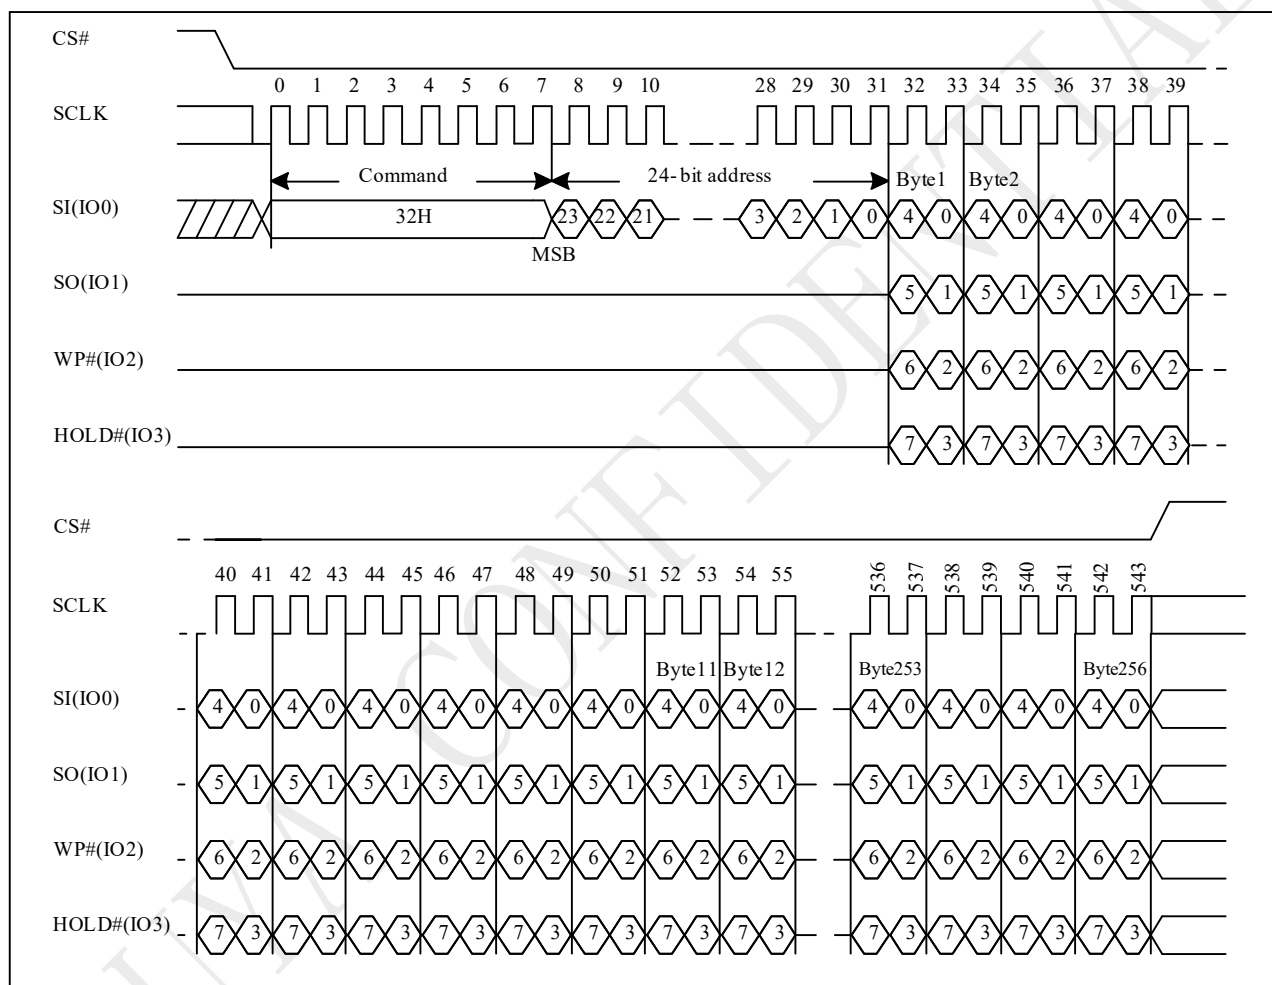 CS#
0 1 2 3 4 5 6 7 8 9 10 28 29 30 31 32 33 34 35 36 37 38 39
SCLK
Command 24-bit address Byte1 Byte2
SI(IO0) 32H 23 22 21 3 2 1 0 4 0 4 0 4 0 4 0
MSB
SO(IO1) 5 1 5 1 5 1 5 1
WP#(IO2) 6 2 6 2 6 2 6 2
HOLD#(IO3) 7 3 7 3 7 3 7 3
CS#
40 41 42 43 44 45 46 47 48 49 50 51 52 53 54 55 536 537 538 539 540 541 542 543
SCLK
Byte11 Byte12 Byte253 Byte256
SI(IO0) 4 0 4 0 4 0 4 0 4 0 4 0 4 0 4 0 4 0 4 0 4 0 4 0
SO(IO1) 5 1 5 1 5 1 5 1 5 1 5 1 5 1 5 1 5 1 5 1 5 1 5 1
WP#(IO2) 6 2 6 2 6 2 6 2 6 2 6 2 6 2 6 2 6 2 6 2 6 2 6 2
HOLD#(IO3) 7 3 7 3 7 3 7 3 7 3 7 3 7 3 7 3 7 3 7 3 7 3 7 3
CONFIDENTIAL